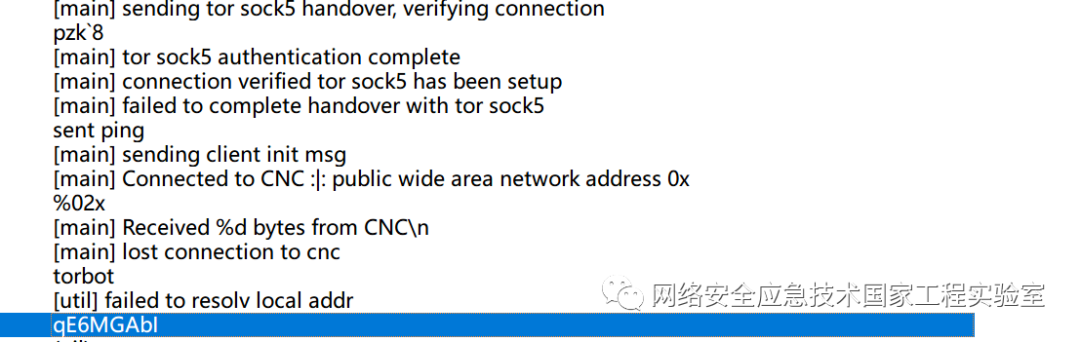 [main] sending tor sock5 handover, verifying connection
pzk`8
[main] tor sock5 authentication complete
[main] connection verified tor sock5 has been setup
[main] failed to complete handover with tor sock5
sent ping
[main] sending client init msg
[main] Connected to CNC :|: public wide area network address 0x
%02x
[main] Received %d bytes from CNC\n
[main] lost connection to cnc
torbot
[util] failed to resolv local addr
网络安全应急技术国家工程实验室
qE6MGAbI